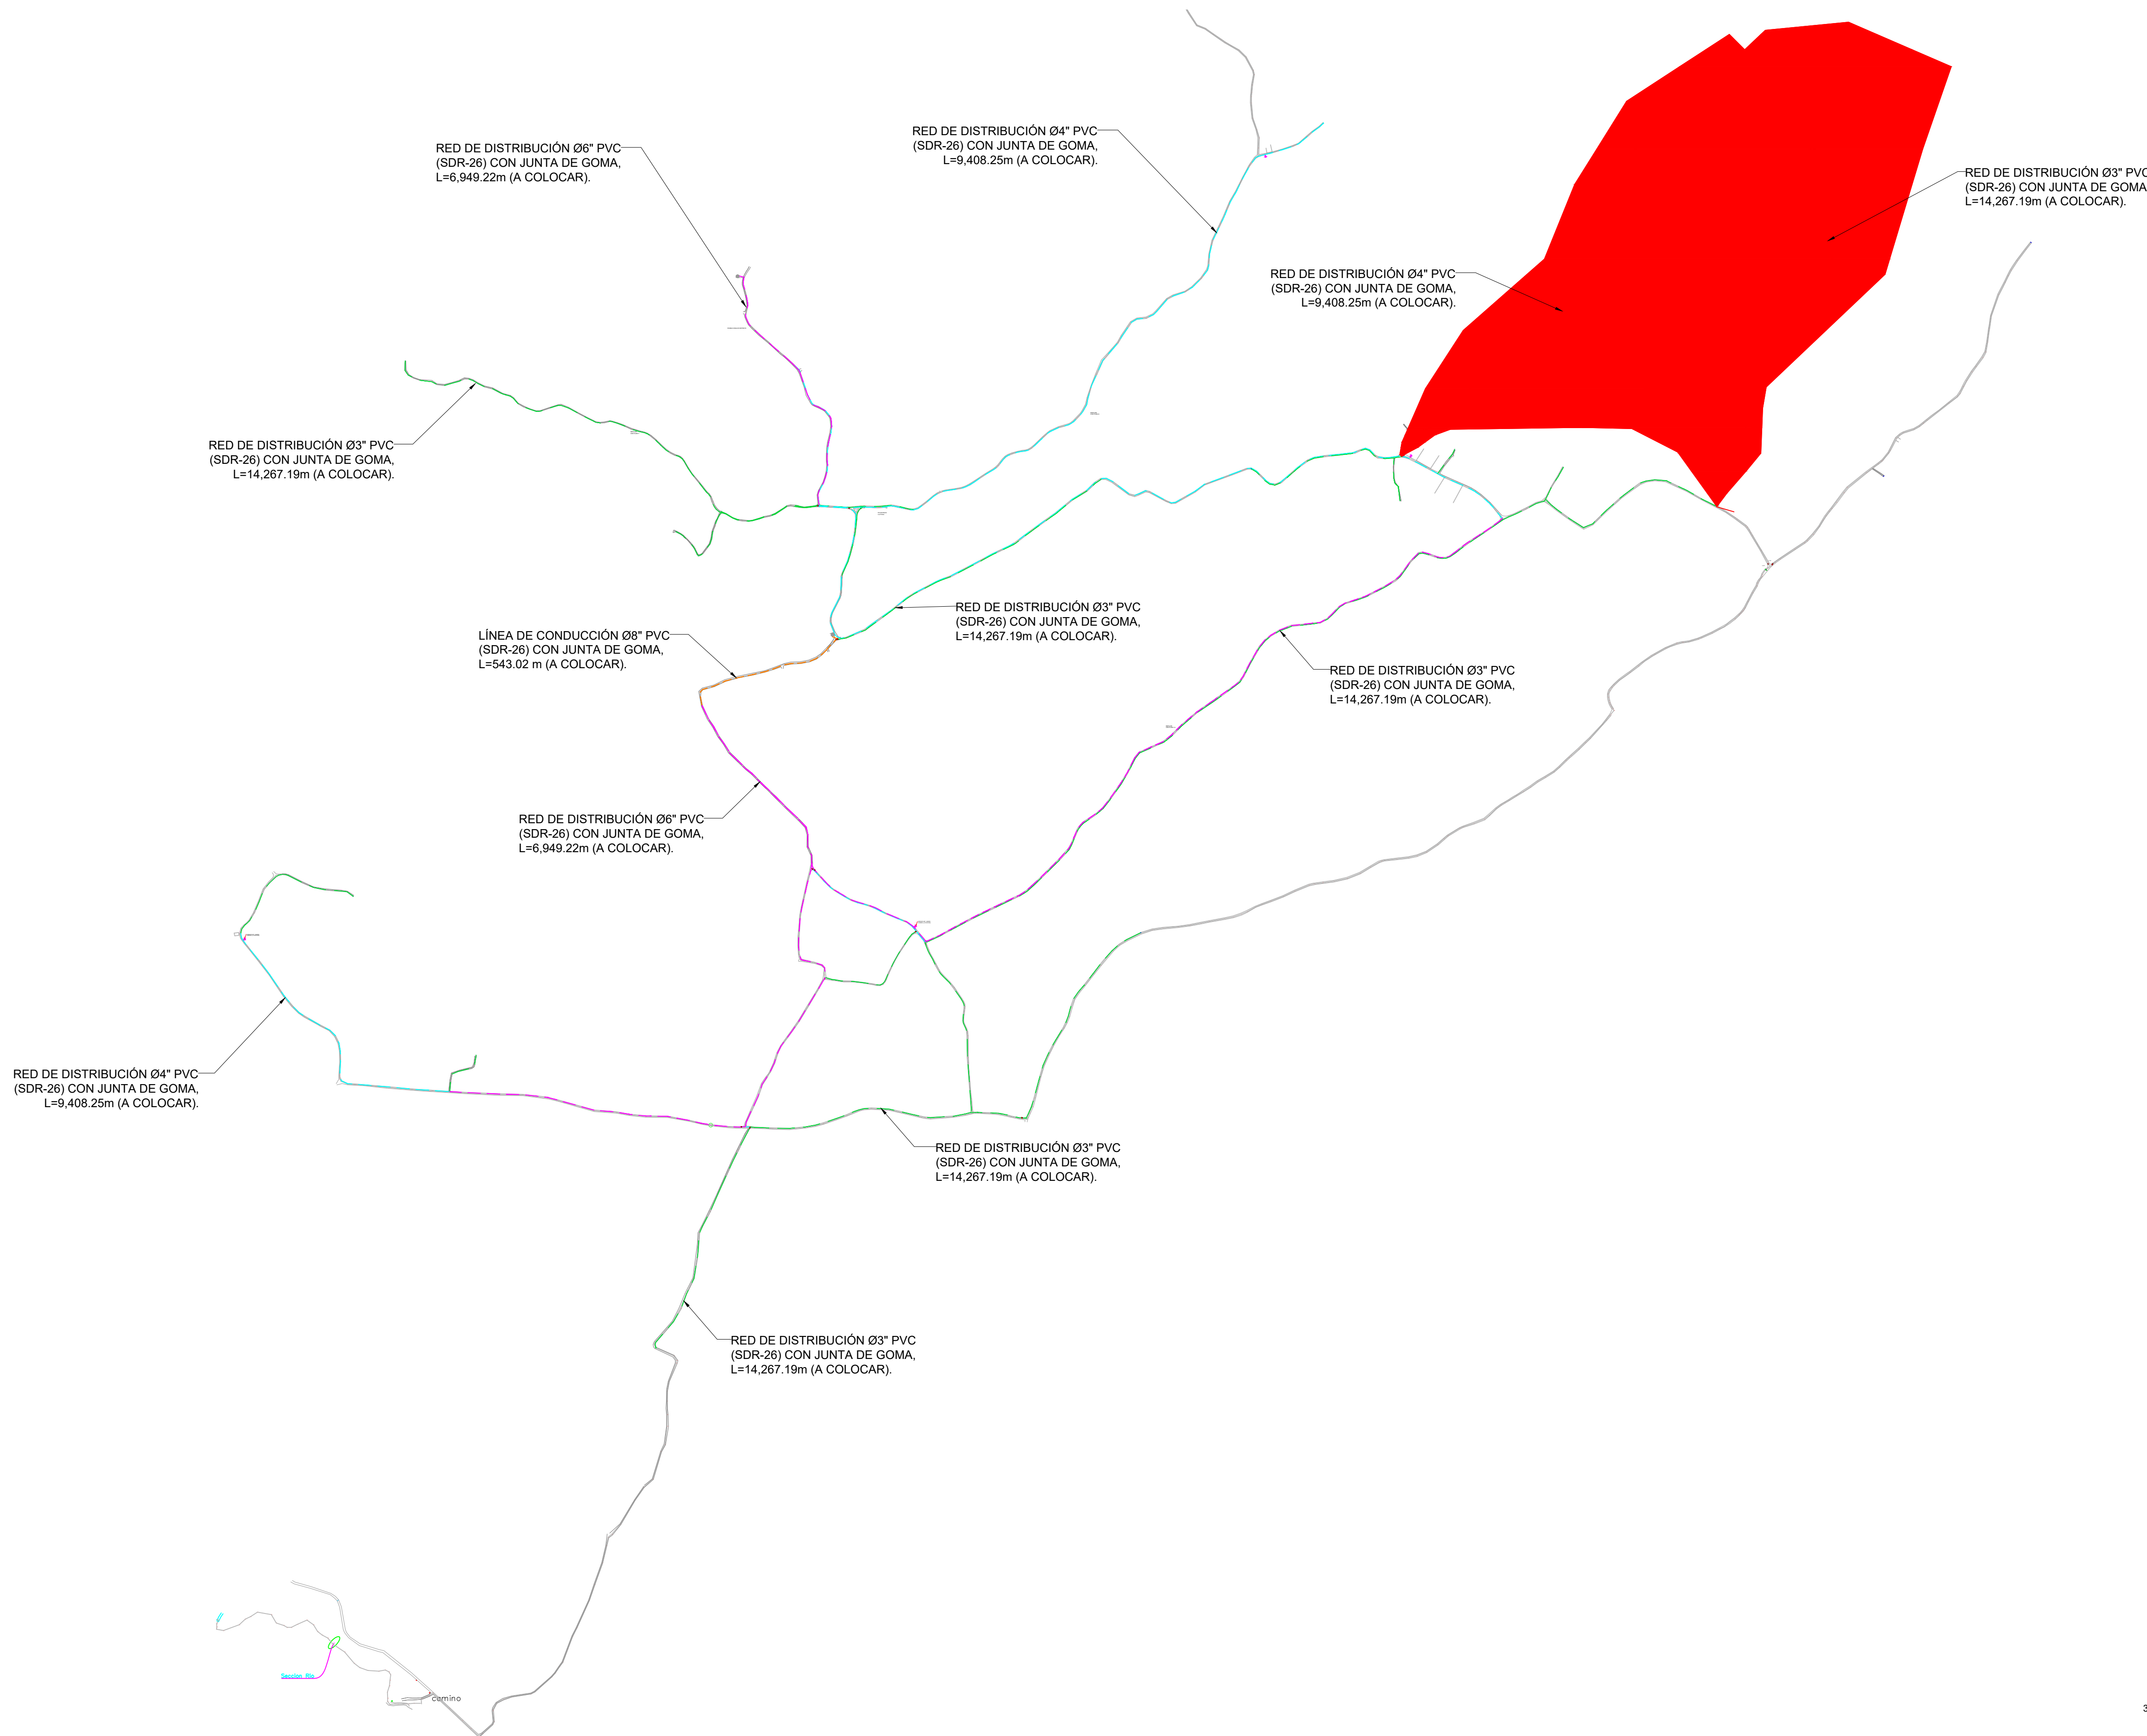 RED DE DISTRIBUCIÓN Ø4" PVC
(SDR-26) CON JUNTA DE GOMA,
L=9,408.25m (A COLOCAR).
RED DE DISTRIBUCIÓN Ø6" PVC
(SDR-26) CON JUNTA DE GOMA,
L=6,949.22m (A COLOCAR).
RED DE DISTRIBUCIÓN Ø3" PVC
(SDR-26) CON JUNTA DE GOMA
L=14,267.19m (A COLOCAR).
RED DE DISTRIBUCIÓN Ø4" PVC
(SDR-26) CON JUNTA DE GOMA,
L=9,408.25m (A COLOCAR).
RED DE DISTRIBUCIÓN Ø3" PVC
(SDR-26) CON JUNTA DE GOMA,
L=14,267.19m (A COLOCAR).
RED DE DISTRIBUCIÓN Ø3" PVC
(SDR-26) CON JUNTA DE GOMA,
L=14,267.19m (A COLOCAR).
LÍNEA DE CONDUCCIÓN Ø8" PVC
(SDR-26) CON JUNTA DE GOMA,
L=543.02 m (A COLOCAR).
RED DE DISTRIBUCIÓN Ø3" PVC
(SDR-26) CON JUNTA DE GOMA,
L=14,267.19m (A COLOCAR).
RED DE DISTRIBUCIÓN Ø6" PVC
(SDR-26) CON JUNTA DE GOMA,
L=6,949.22m (A COLOCAR).
RED DE DISTRIBUCIÓN Ø4" PVC
(SDR-26) CON JUNTA DE GOMA,
L=9,408.25m (A COLOCAR).
RED DE DISTRIBUCIÓN Ø3" PVC
(SDR-26) CON JUNTA DE GOMA,
L=14,267.19m (A COLOCAR).
RED DE DISTRIBUCIÓN Ø3" PVC
(SDR-26) CON JUNTA DE GOMA,
L=14,267.19m (A COLOCAR).
Seccion Rio
camino
3